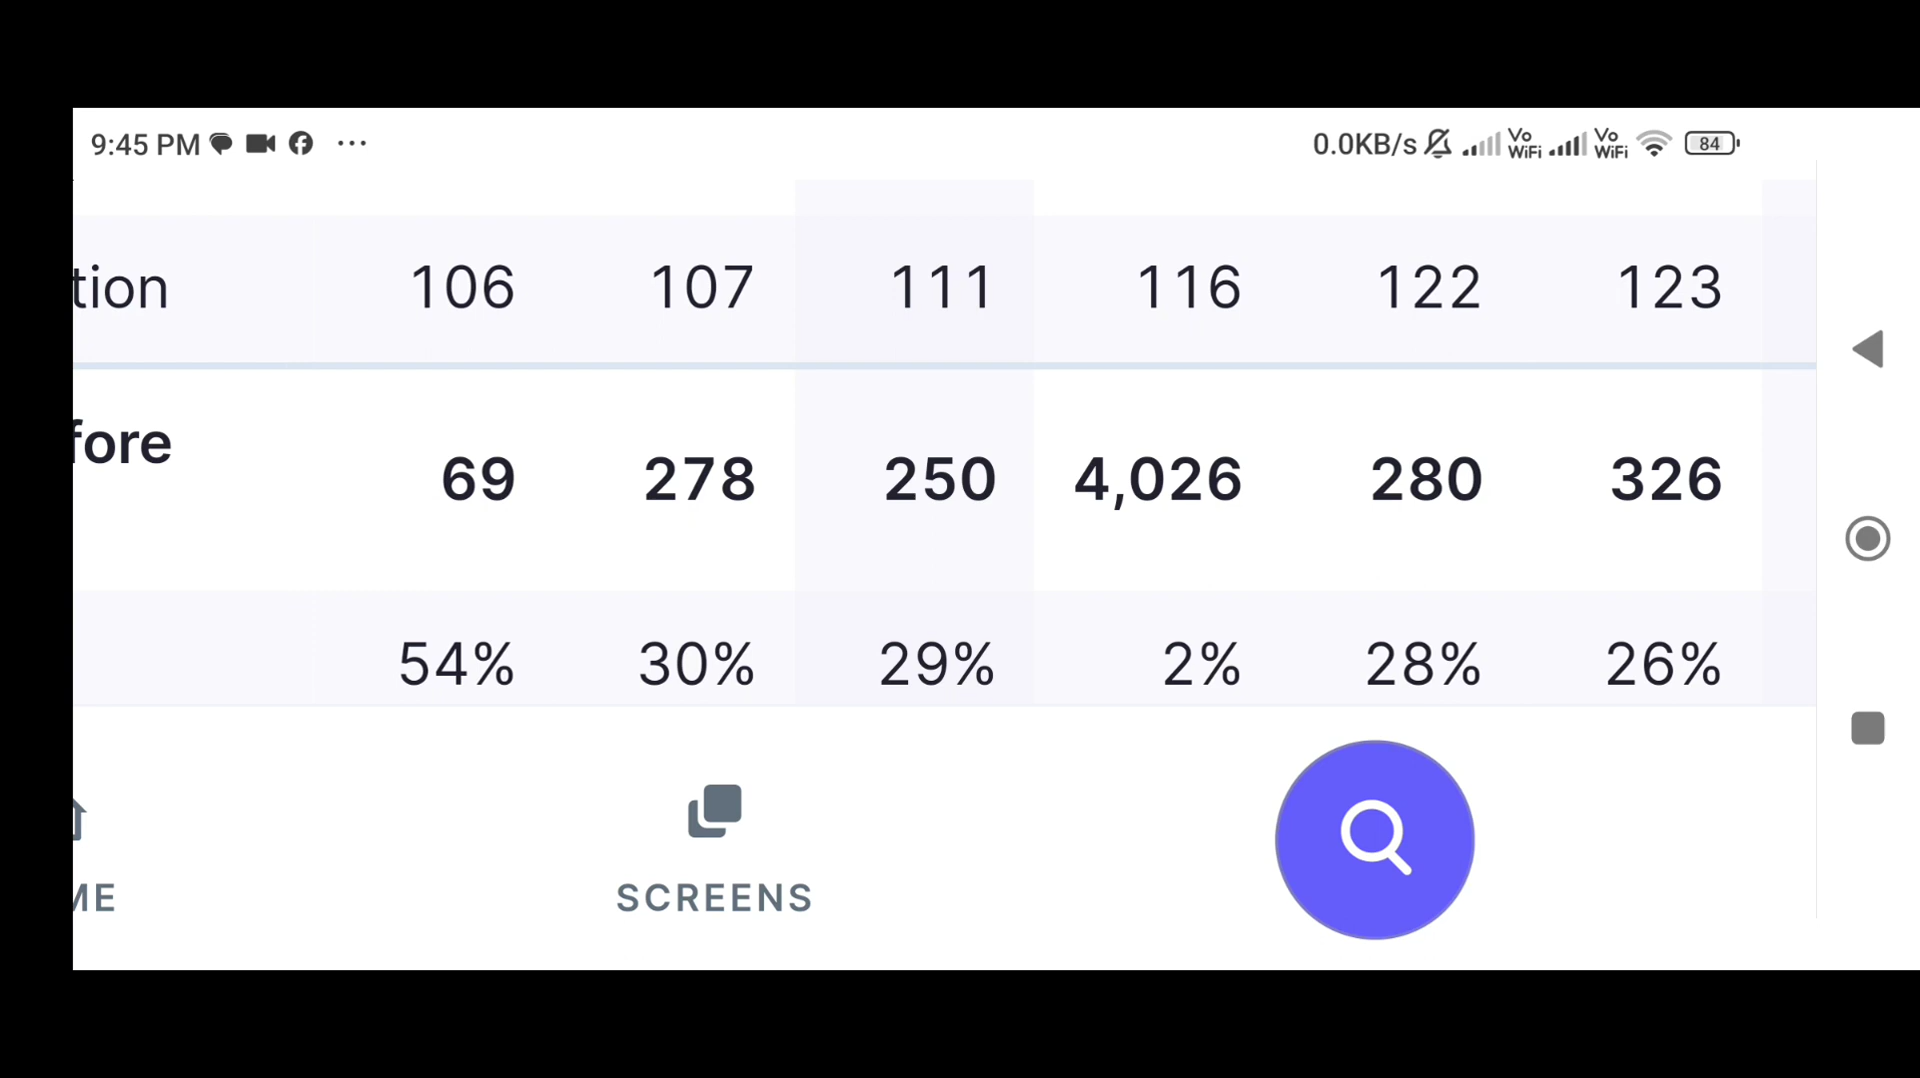 9:45 PM ... 0.0KB/s Vo WiFi Vo WiFi 84
tion 106 107 111 116 122 123
fore 69 278 250 4,026 280 326
54% 30% 29% 2% 28% 26%
ME SCREENS